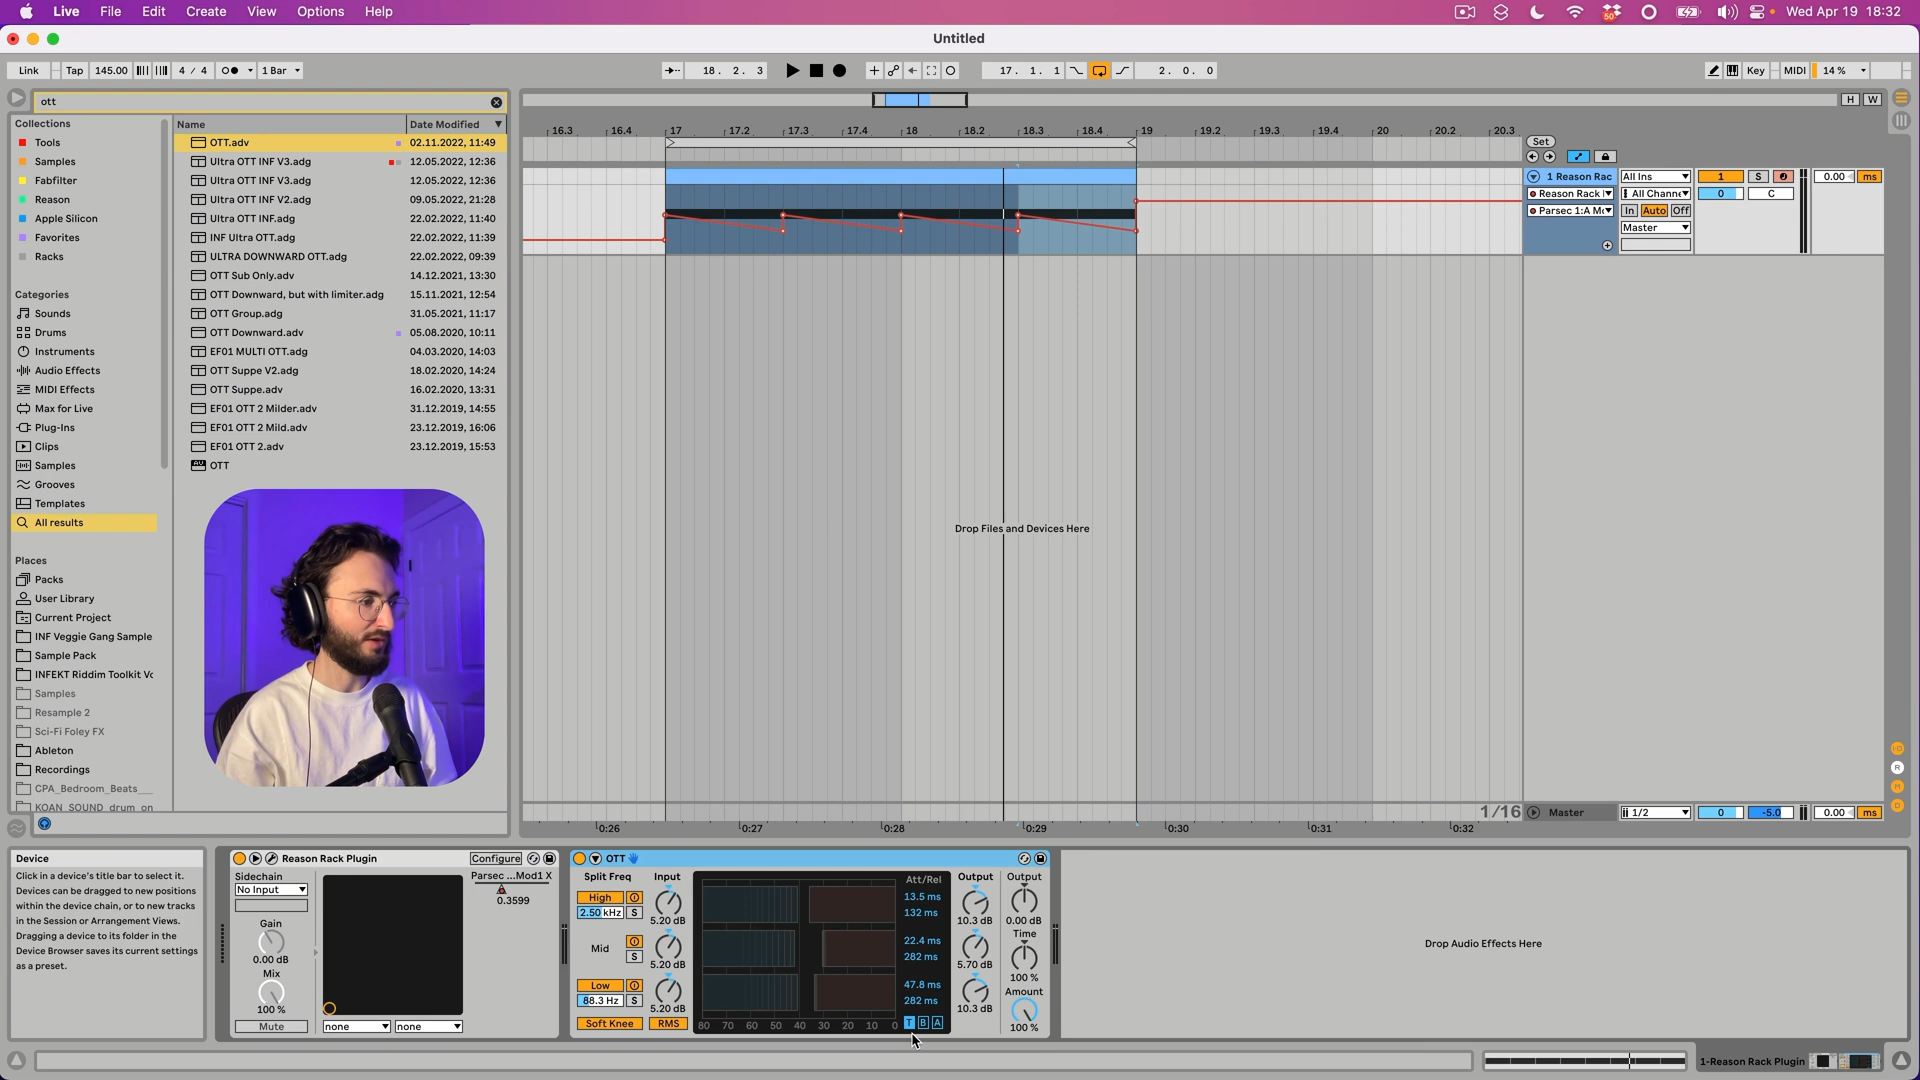 Live File Edit Create View Options Help
50
Wed Apr 19 18:32
Untitled
Link Tap 145.00 4 / 4 1 Bar
18. 2. 3
17. 1. 1
2. 0. 0
Key MIDI 14 %
ott
H W
Collections
Tools
Samples
Fabfilter
Reason
Apple Silicon
Favorites
Racks
Categories
Sounds
Drums
Instruments
Audio Effects
MIDI Effects
Max for Live
Plug-Ins
Clips
Samples
Grooves
Templates
All results
Places
Packs
User Library
Current Project
INF Veggie Gang Sample
Sample Pack
INFEKT Riddim Toolkit Vc
Samples
Resample 2
Sci-Fi Foley FX
Ableton
Recordings
CPA_Bedroom_Beats___
KOAN_SOUND_drum_on
Name Date Modified
OTT.adv 02.11.2022, 11:49
Ultra OTT INF V3.adg 12.05.2022, 12:36
Ultra OTT INF V3.adg 12.05.2022, 12:36
Ultra OTT INF V2.adg 09.05.2022, 21:28
Ultra OTT INF.adg 22.02.2022, 11:40
INF Ultra OTT.adg 22.02.2022, 11:39
ULTRA DOWNWARD OTT.adg 22.02.2022, 09:39
OTT Sub Only.adv 14.12.2021, 13:30
OTT Downward, but with limiter.adg 15.11.2021, 12:54
OTT Group.adg 31.05.2021, 11:17
OTT Downward.adv 05.08.2020, 10:11
EF01 MULTI OTT.adg 04.03.2020, 14:03
OTT Suppe V2.adg 18.02.2020, 14:24
OTT Suppe.adv 16.02.2020, 13:31
EF01 OTT 2 Milder.adv 31.12.2019, 14:55
EF01 OTT 2 Mild.adv 23.12.2019, 16:06
EF01 OTT 2.adv 23.12.2019, 15:53
OTT
16.3 16.4 17 17.2 17.3 17.4 18 18.2 18.3 18.4 19 19.2 19.3 19.4 20 20.2 20.3
Set
1 Reason Rac All Ins 1 S 0.00 ms
Reason Rack All Chann 0 C
Parsec 1:A Mo In Auto Off
Master
Drop Files and Devices Here
1/16 Master 1/2 0 -5.0 0.00 ms
0:26 0:27 0:28 0:29 0:30 0:31 0:32
Device
Click in a device's title bar to select it.
Devices can be dragged to new positions
within the device chain, or to new tracks
in the Session or Arrangement Views.
Dragging a device to its folder in the
Device Browser saves its current settings
as a preset.
Reason Rack Plugin Configure
Sidechain
No Input
Gain
0.00 dB
Mix
100 %
Mute none none
Parsec ...Mod1 X
0.3599
OTT
Split Freq Input Att/Rel Output Output
High 13.5 ms
2.50 kHz S 5.20 dB 132 ms 10.3 dB 0.00 dB
Time
Mid 22.4 ms
S 5.20 dB 282 ms 5.70 dB 100 %
Low 47.8 ms Amount
88.3 Hz S 5.20 dB 282 ms 10.3 dB
Soft Knee RMS 80 70 60 50 40 30 20 10 0 T B A 100 %
Drop Audio Effects Here
1-Reason Rack Plugin